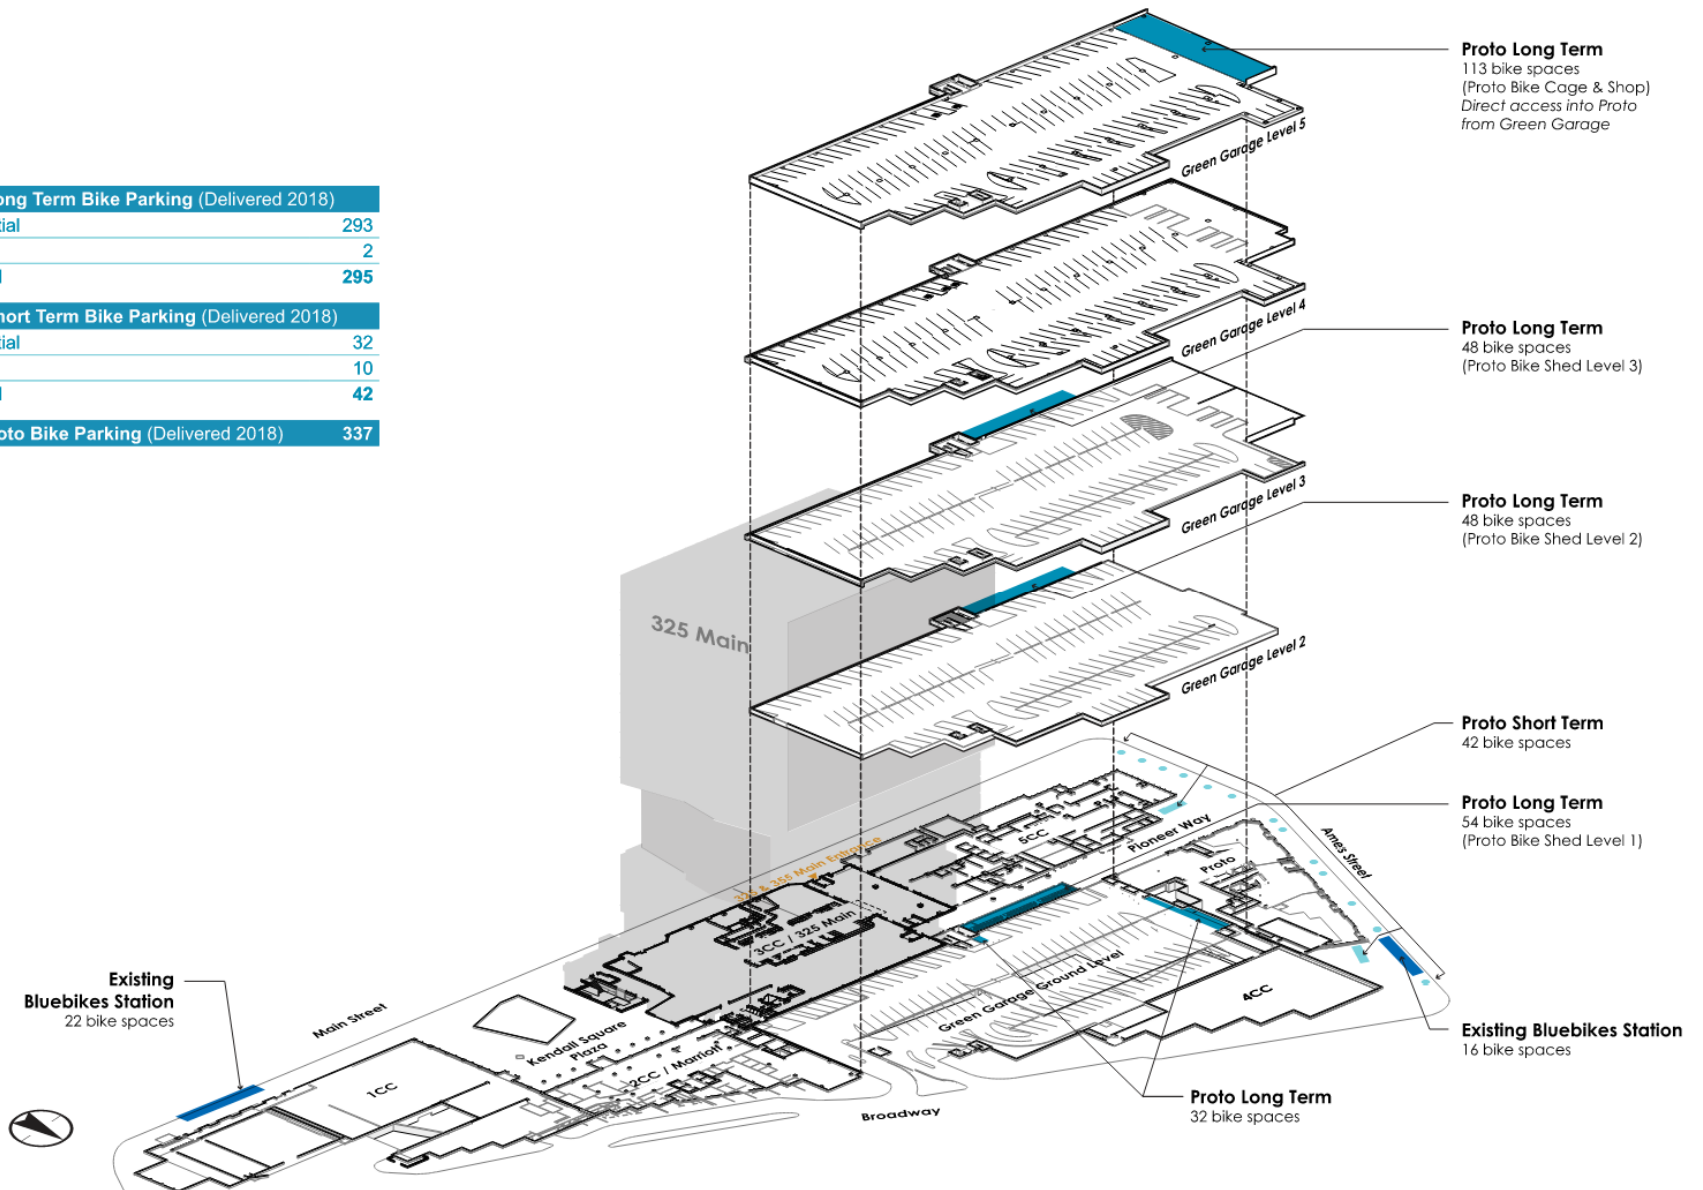 Proto Long Term
113 bike spaces
(Proto Bike Cage & Shop)
Direct access into Proto
from Green Garage
Green Garage Level 5
ong Term Bike Parking (Delivered 2018)
tial 293
2
l 295
hort Term Bike Parking (Delivered 2018)
tial 32
10
l 42
oto Bike Parking (Delivered 2018) 337
Green Garage Level 4
Proto Long Term
48 bike spaces
(Proto Bike Shed Level 3)
Green Garage Level 3
Proto Long Term
48 bike spaces
(Proto Bike Shed Level 2)
325 Main
Green Garage Level 2
Proto Short Term
42 bike spaces
Proto Long Term
54 bike spaces
(Proto Bike Shed Level 1)
5CC
Pioneer Way
Ames Street
Proto
& 355 Main Entrance
3CC / 325 Main
Green Garage Ground Level
4CC
Existing
Bluebikes Station
22 bike spaces
Main Street
Kendall Square
Plaza
2CC / Marriott
1CC
Existing Bluebikes Station
16 bike spaces
Proto Long Term
32 bike spaces
Broadway